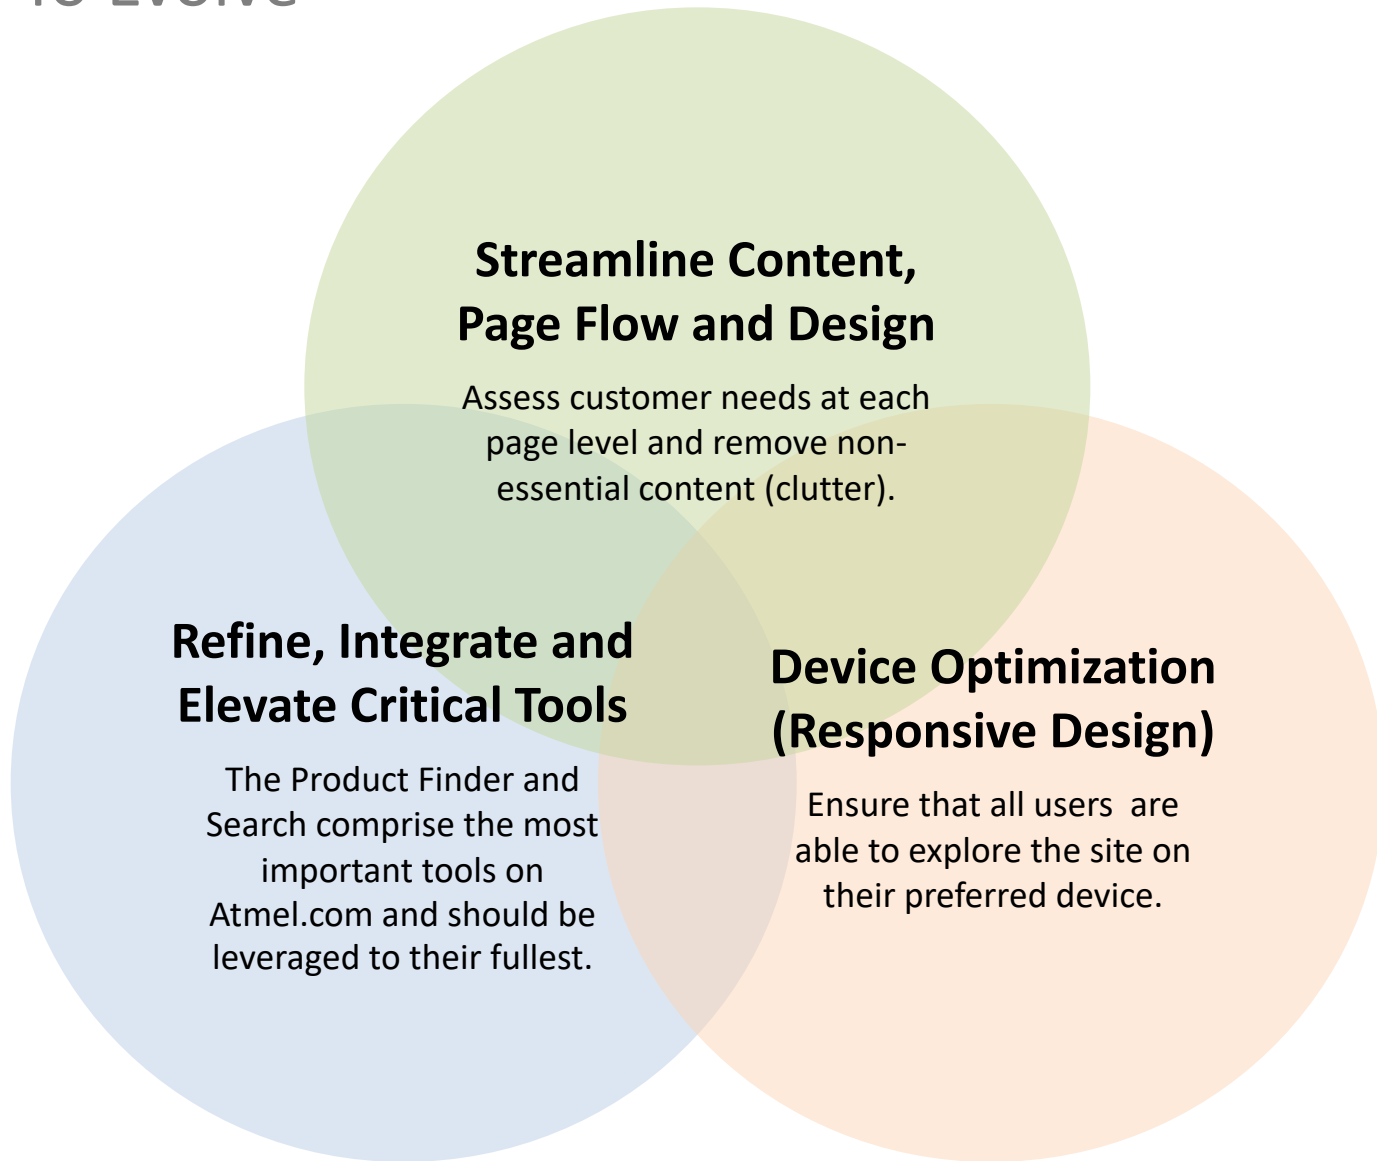 To Evolve
Streamline Content,
Page Flow and Design
Assess customer needs at each
page level and remove non-
essential content (clutter).
Refine, Integrate and
Elevate Critical Tools
The Product Finder and
Search comprise the most
important tools on
Atmel.com and should be
leveraged to their fullest.
Device Optimization
(Responsive Design)
Ensure that all users  are
able to explore the site on
their preferred device.